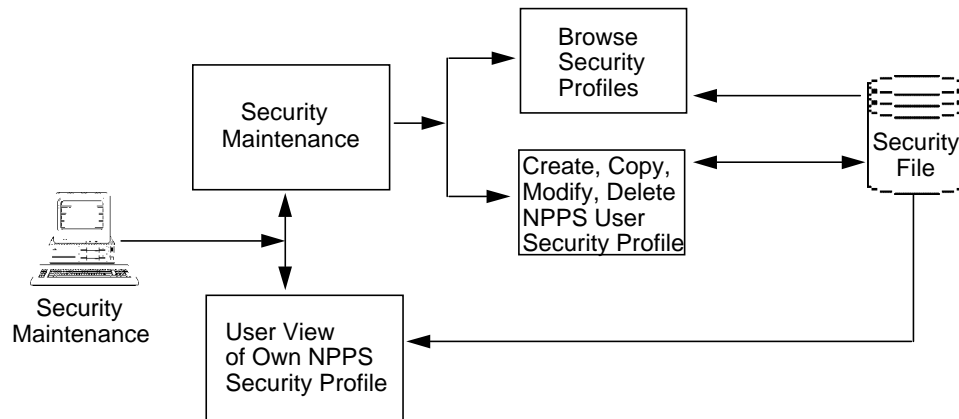 Browse
Security
Profiles
Security
Maintenance
Security
File
Create, Copy,
Modify, Delete
NPPS User
Security Profile
Security
Maintenance
User View
of Own NPPS
Security Profile